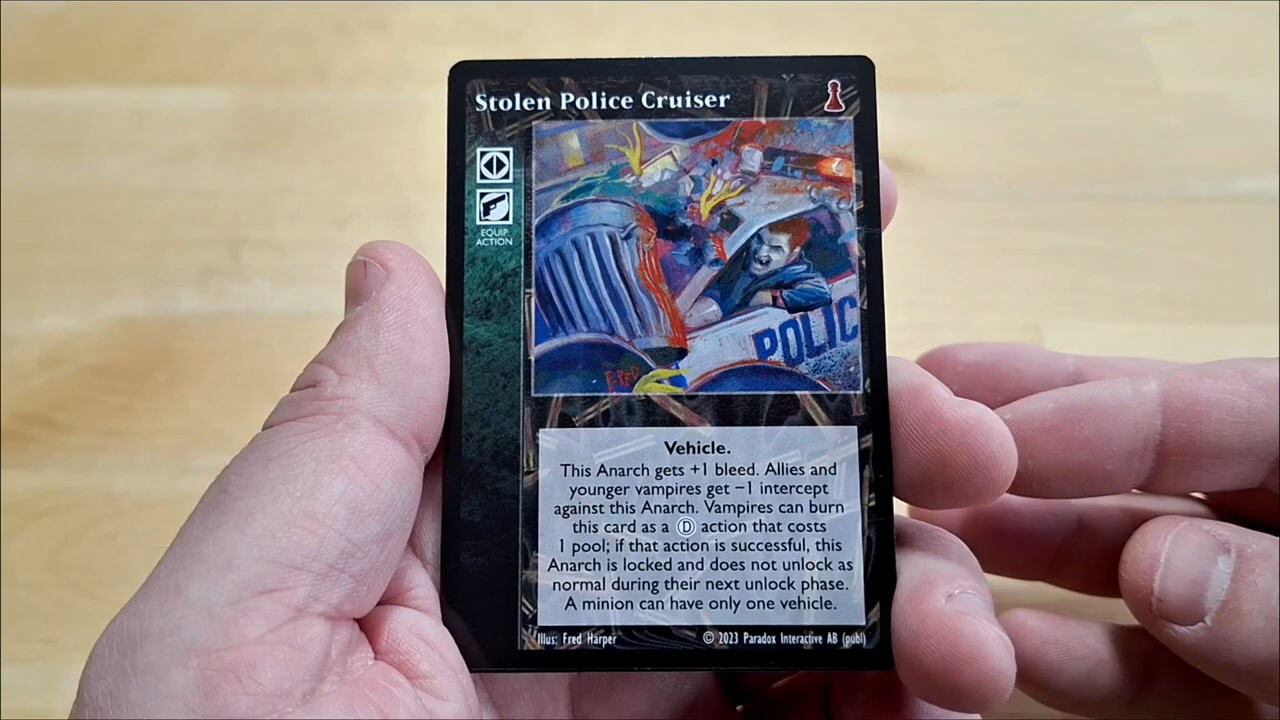 Stolen Police Cruiser
EQUIP
ACTION
POLIC
FRED
Vehicle.
This Anarch gets +1 bleed. Allies and
younger vampires get −1 intercept
against this Anarch. Vampires can burn
this card as a Ⓓ action that costs
1 pool; if that action is successful, this
Anarch is locked and does not unlock as
normal during their next unlock phase.
A minion can have only one vehicle.
Illus: Fred Harper
© 2023 Paradox Interactive AB (publ)